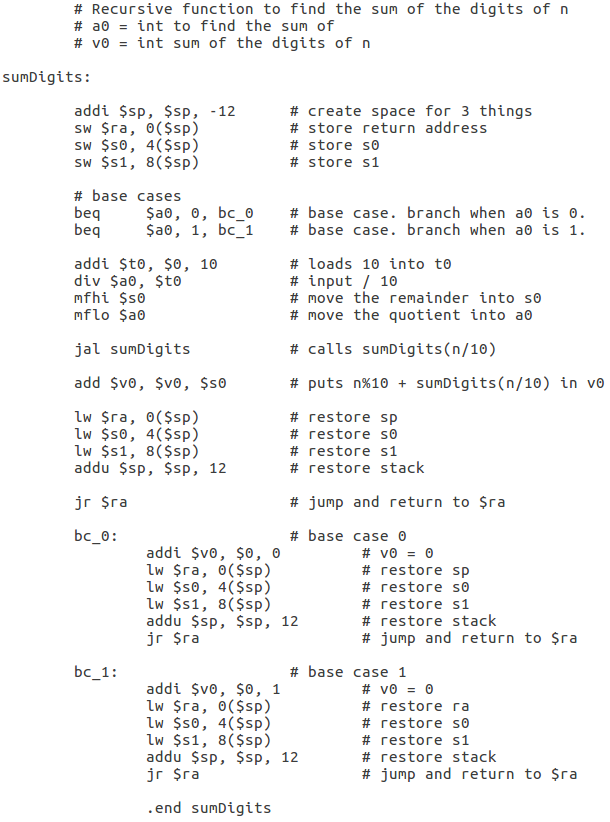 # Recursive function to find the sum of the digits of n
# a0 = int to find the sum of
# v0 = int sum of the digits of n
sumDigits:
addi $sp, $sp, -12 # create space for 3 things
sw $ra, 0($sp) # store return address
sw $s0, 4($sp) # store s0
sw $s1, 8($sp) # store s1
# base cases
beq $a0, 0, bc_0 # base case. branch when a0 is 0.
beq $a0, 1, bc_1 # base case. branch when a0 is 1.
addi $t0, $0, 10 # loads 10 into t0
div $a0, $t0 # input / 10
mfhi $s0 # move the remainder into s0
mflo $a0 # move the quotient into a0
jal sumDigits # calls sumDigits(n/10)
add $v0, $v0, $s0 # puts n%10 + sumDigits(n/10) in v0
lw $ra, 0($sp) # restore sp
lw $s0, 4($sp) # restore s0
lw $s1, 8($sp) # restore s1
addu $sp, $sp, 12 # restore stack
jr $ra # jump and return to $ra
bc_0: # base case 0
addi $v0, $0, 0 # v0 = 0
lw $ra, 0($sp) # restore sp
lw $s0, 4($sp) # restore s0
lw $s1, 8($sp) # restore s1
addu $sp, $sp, 12 # restore stack
jr $ra # jump and return to $ra
bc_1: # base case 1
addi $v0, $0, 1 # v0 = 0
lw $ra, 0($sp) # restore ra
lw $s0, 4($sp) # restore s0
lw $s1, 8($sp) # restore s1
addu $sp, $sp, 12 # restore stack
jr $ra # jump and return to $ra
.end sumDigits